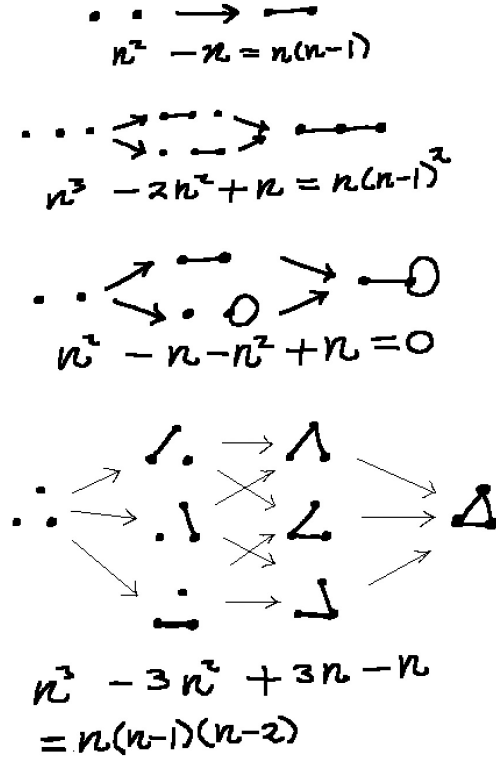 n² - n = n(n-1)
n³ - 2n² + n = n(n-1)²
n² - n - n² + n = 0
n³ - 3n² + 3n - n
= n(n-1)(n-2)